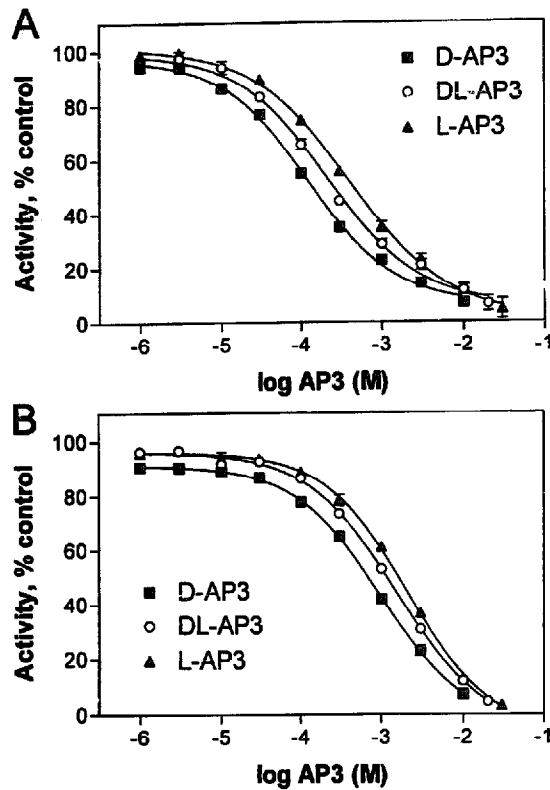 A
100
80
60
40
20
0
Activity, % control
D-AP3
DL-AP3
L-AP3
-6 -5 -4 -3 -2 -1
log AP3 (M)
B
100
80
60
40
20
0
Activity, % control
D-AP3
DL-AP3
L-AP3
-6 -5 -4 -3 -2 -1
log AP3 (M)